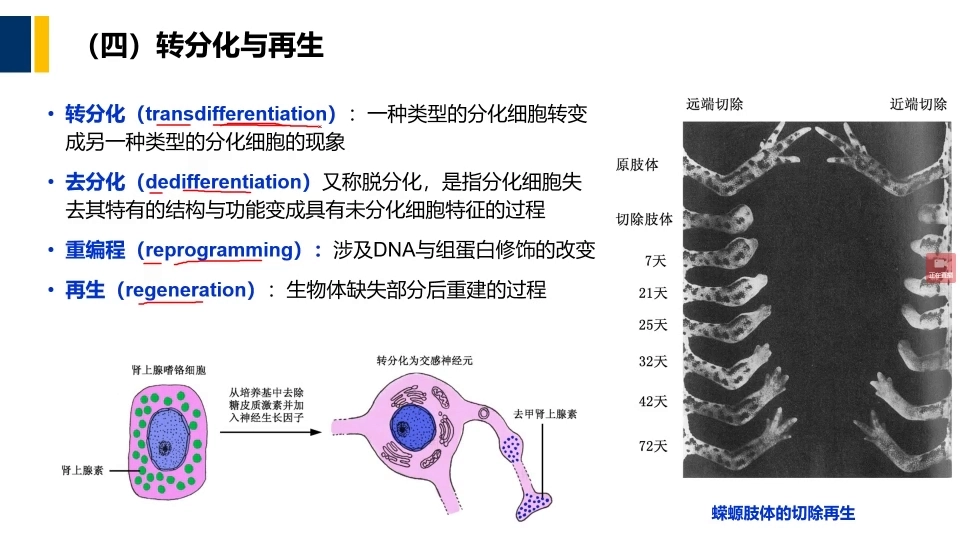 （四）转分化与再生
• 转分化（transdifferentiation）：一种类型的分化细胞转变
成另一种类型的分化细胞的现象
• 去分化（dedifferentiation）又称脱分化，是指分化细胞失
去其特有的结构与功能变成具有未分化细胞特征的过程
• 重编程（reprogramming）：涉及DNA与组蛋白修饰的改变
• 再生（regeneration）：生物体缺失部分后重建的过程
肾上腺嗜铬细胞
肾上腺素
从培养基中去除
糖皮质激素并加
入神经生长因子
转分化为交感神经元
去甲肾上腺素
远端切除
近端切除
原肢体
切除肢体
7天
21天
25天
32天
42天
72天
蝾螈肢体的切除再生